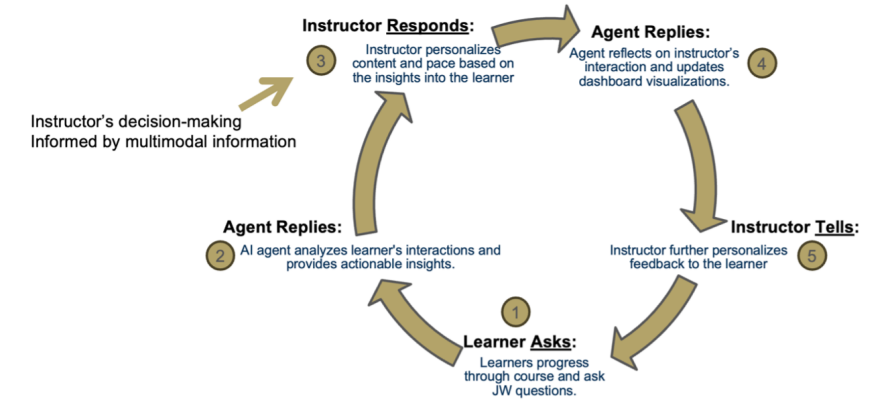 Instructor Responds:
3
Instructor personalizes
content and pace based on
the insights into the learner
Agent Replies:
Agent reflects on instructor's
interaction and updates
dashboard visualizations.
4
Instructor's decision-making
Informed by multimodal information
Agent Replies:
2
AI agent analyzes learner's interactions and
provides actionable insights.
Instructor Tells:
Instructor further personalizes
feedback to the learner
5
1
Learner Asks:
Learners progress
through course and ask
JW questions.